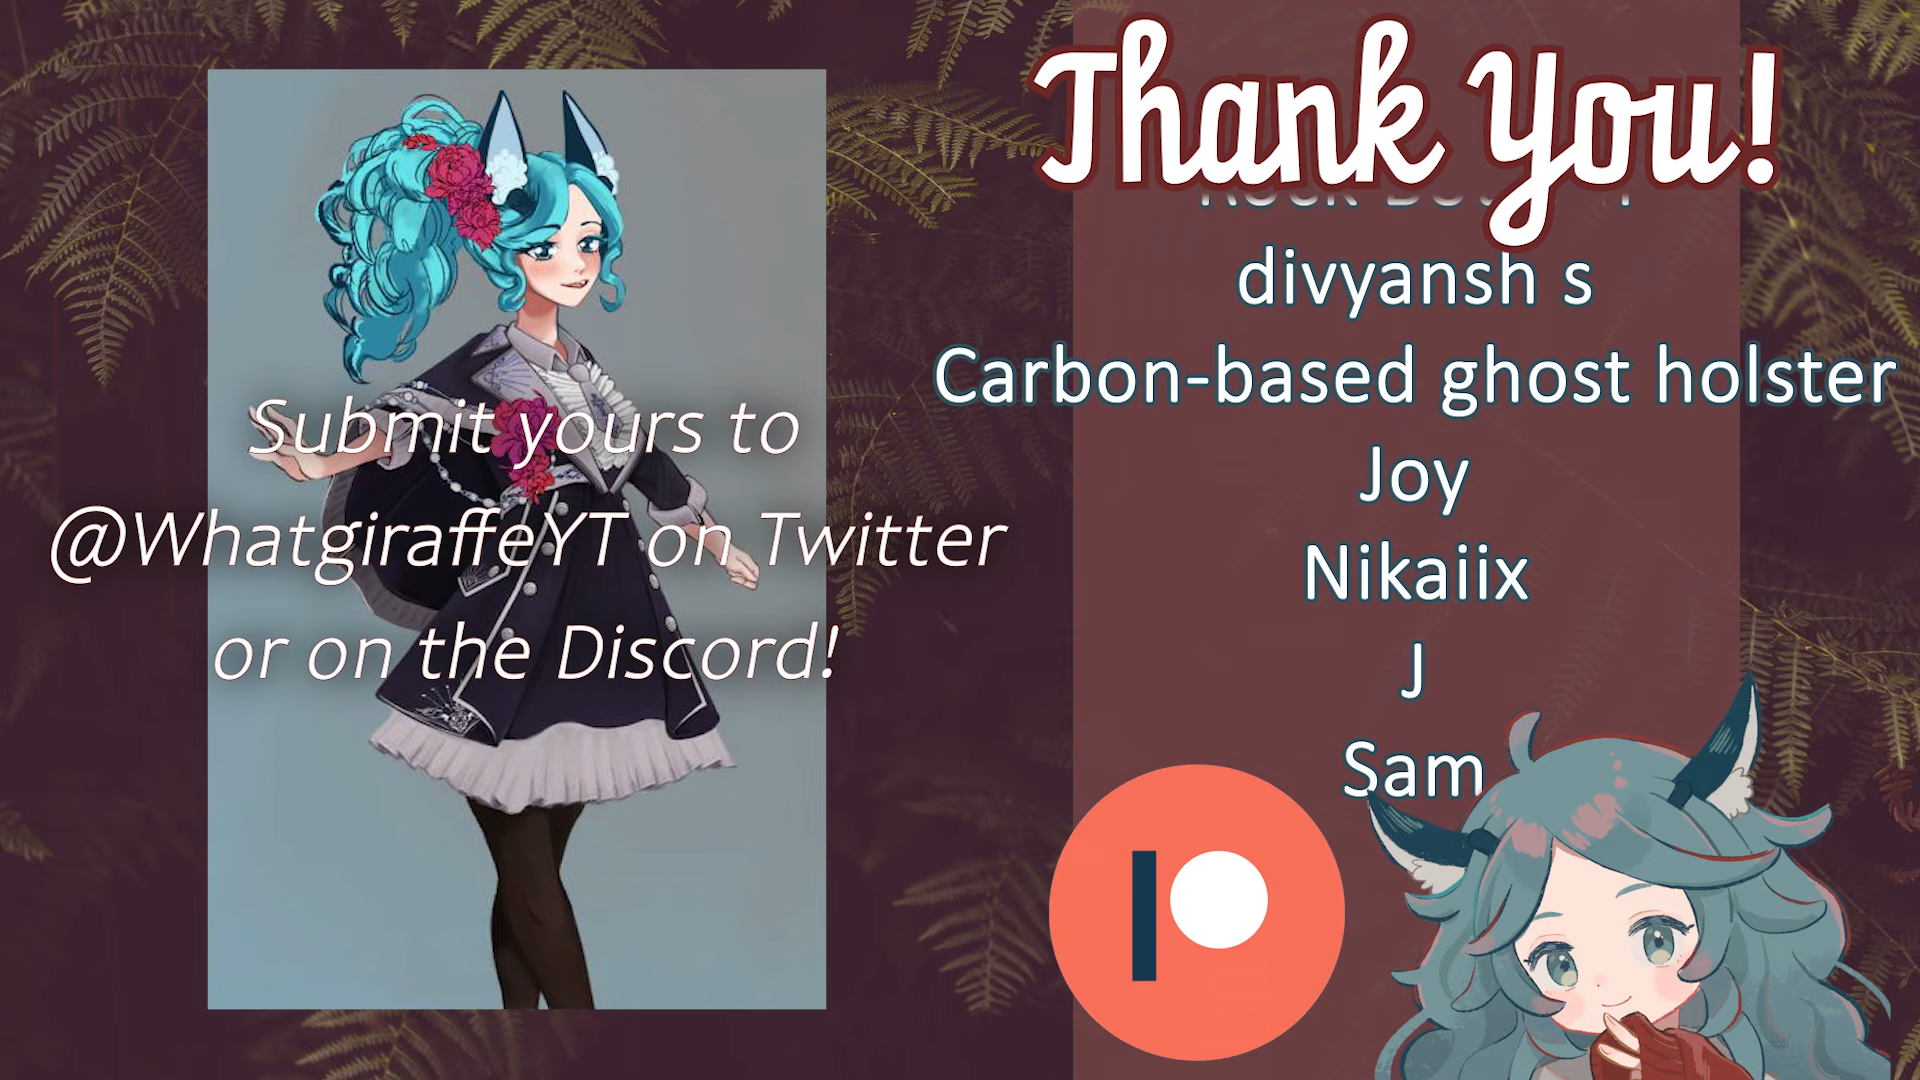 Thank You!
divyansh s
Carbon-based ghost holster
Joy
Nikaiix
J
Sam
Submit yours to
@WhatgiraffeYT on Twitter
or on the Discord!